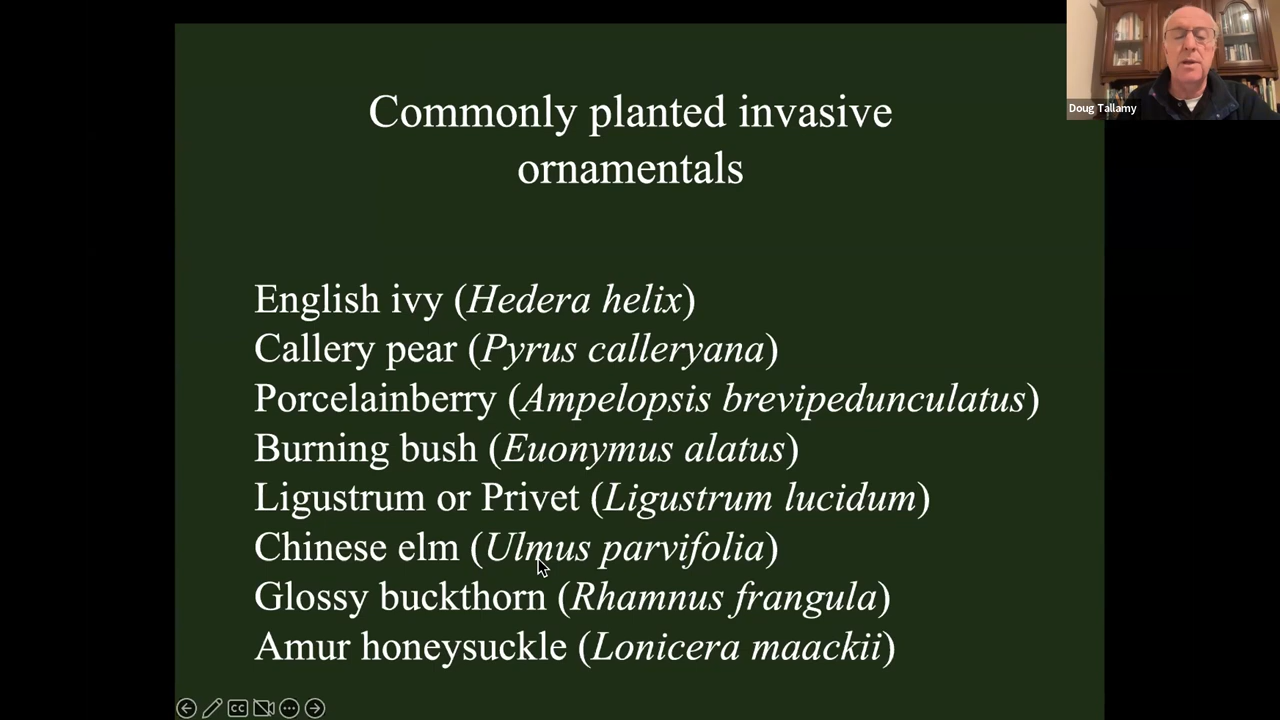 Commonly planted invasive
ornamentals
Doug Tallamy
English ivy (Hedera helix)
Callery pear (Pyrus calleryana)
Porcelainberry (Ampelopsis brevipedunculatus)
Burning bush (Euonymus alatus)
Ligustrum or Privet (Ligustrum lucidum)
Chinese elm (Ulmus parvifolia)
Glossy buckthorn (Rhamnus frangula)
Amur honeysuckle (Lonicera maackii)
CC